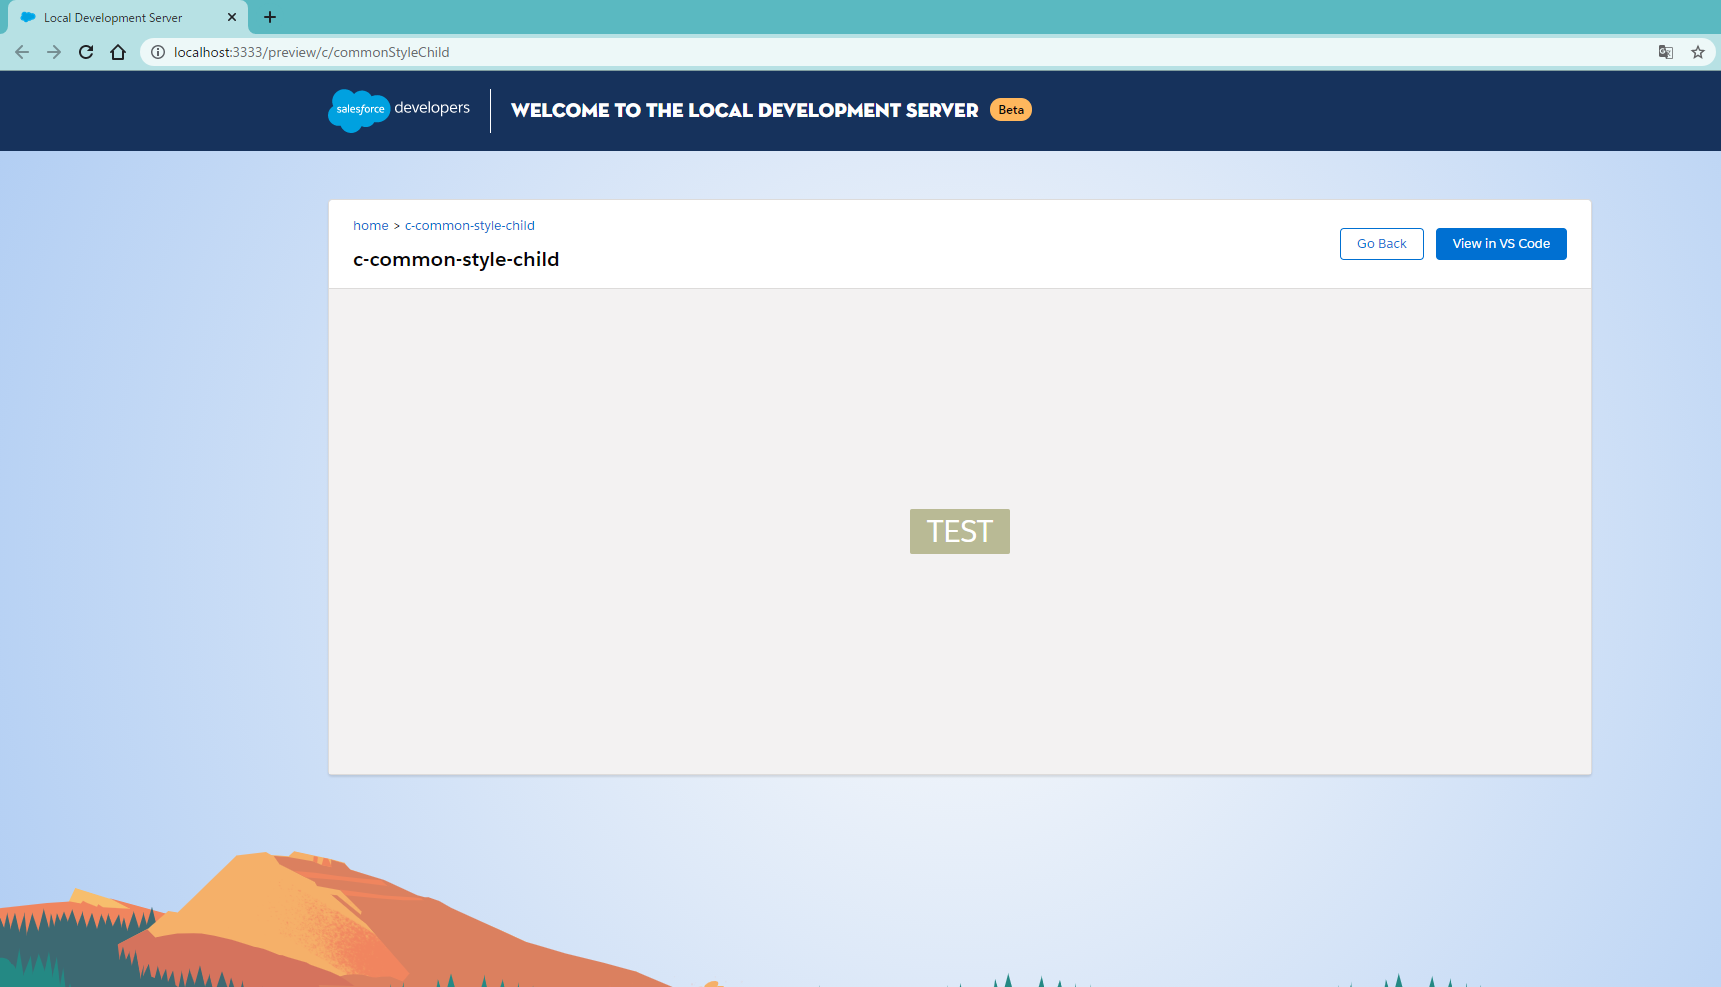 Local Development Server
localhost:3333/preview/c/commonStyleChild
salesforce developers
WELCOME TO THE LOCAL DEVELOPMENT SERVER Beta
home > c-common-style-child
c-common-style-child
Go Back View in VS Code
TEST